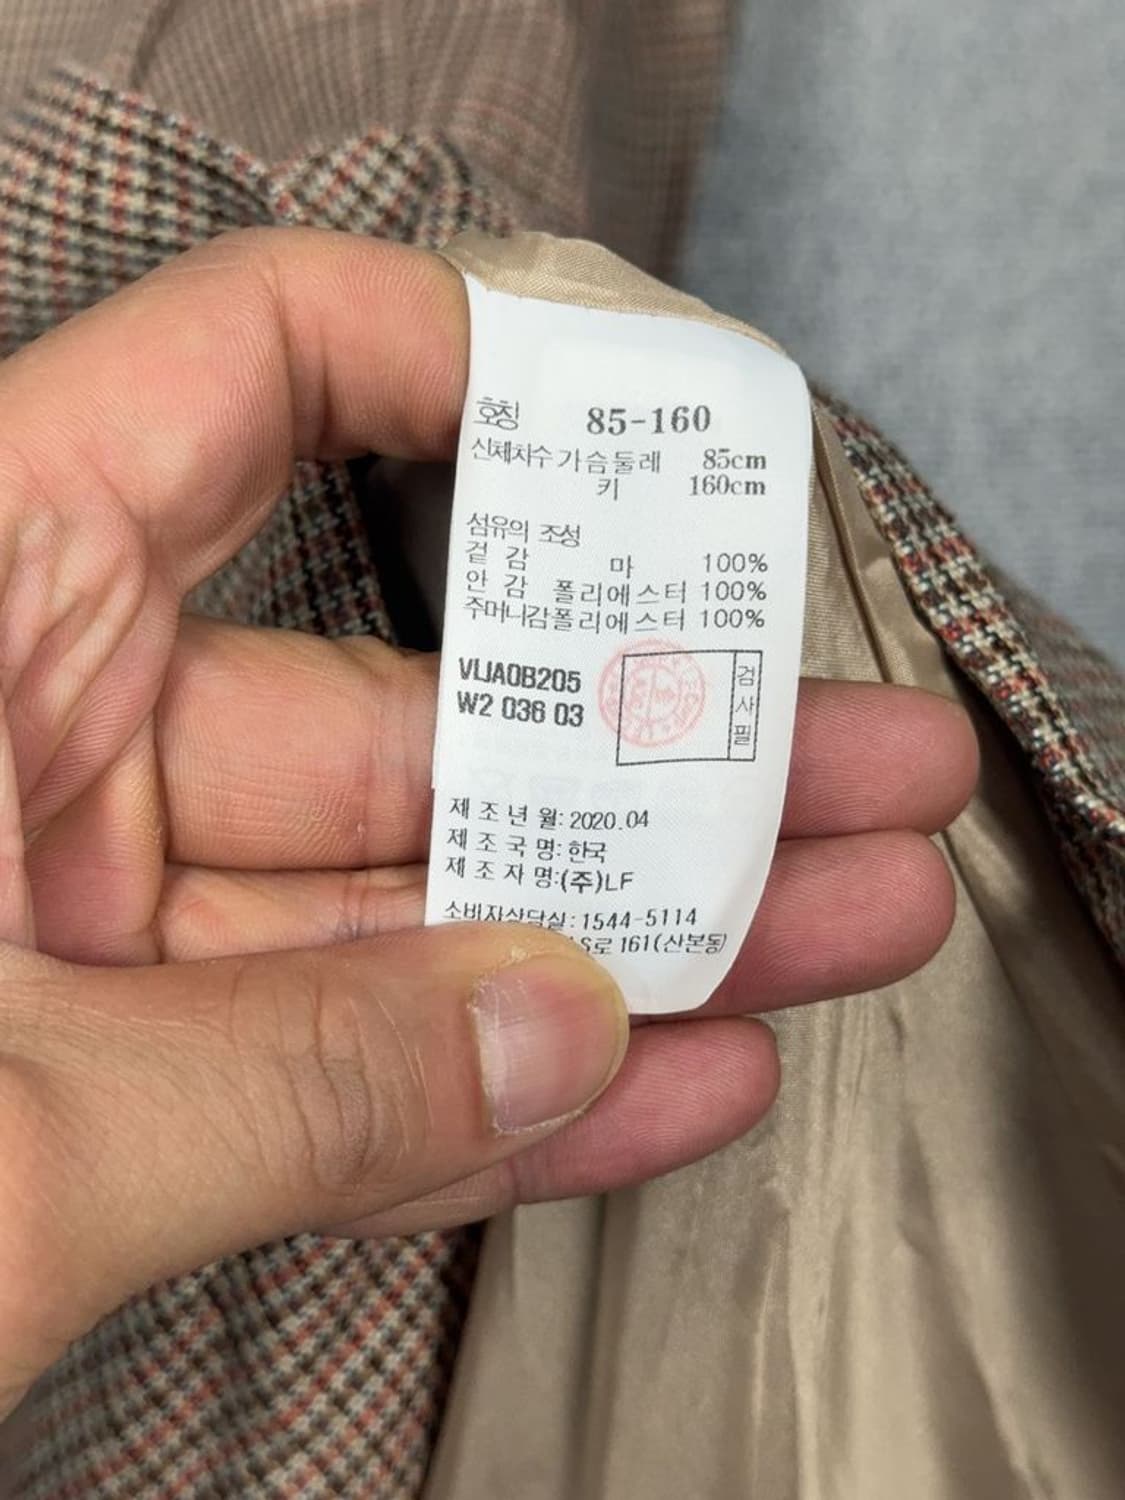 호칭 85-160
신체치수 가슴둘레 85cm
키 160cm
섬유의 조성
겉감 마 100%
안감 폴리에스터 100%
주머니감 폴리에스터 100%
VLJA0B205
W2 036 03
검사필
제조년월: 2020.04
제조국명: 한국
제조자명:(주)LF
소비자상담실: 1544-5114
LS로 161(산본동)